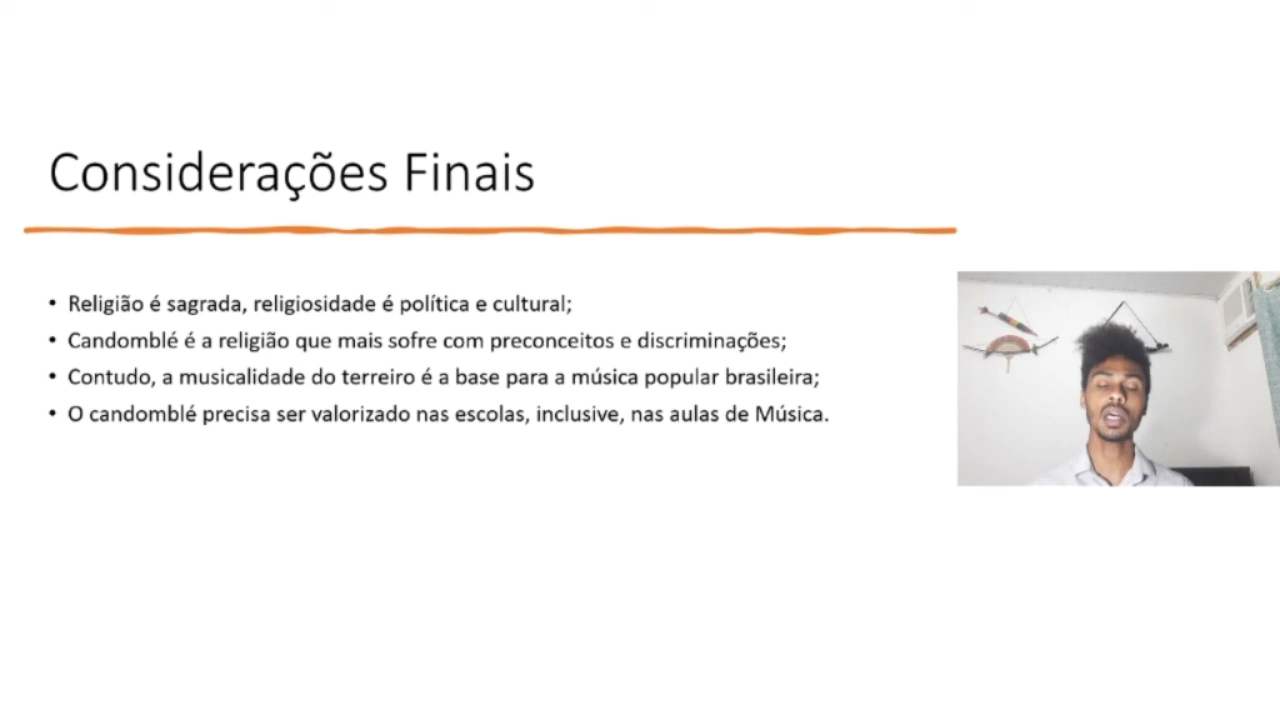 Considerações Finais
• Religião é sagrada, religiosidade é política e cultural;
• Candomblé é a religião que mais sofre com preconceitos e discriminações;
• Contudo, a musicalidade do terreiro é a base para a música popular brasileira;
• O candomblé precisa ser valorizado nas escolas, inclusive, nas aulas de Música.